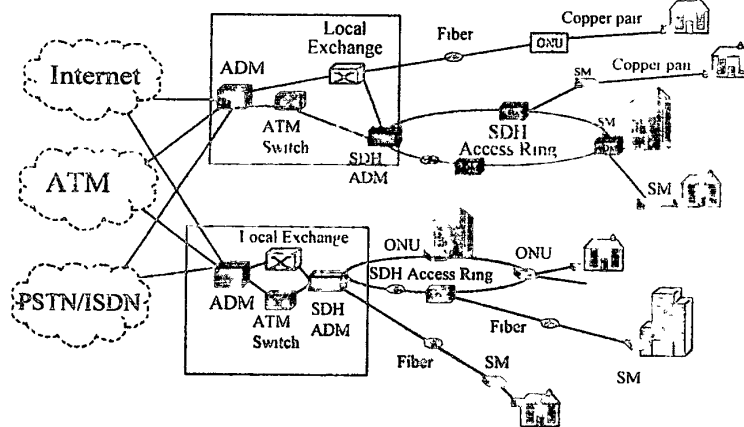 Internet
ATM
PSTN/ISDN
Local
Exchange
ADM
ATM
Switch
SDH
ADM
Fiber
ONU
Copper pair
SM
Copper pair
SDH
Access Ring
SM
SM
Local Exchange
ADM
ATM
Switch
SDH
ADM
ONU
ONU
SDH Access Ring
Fiber
Fiber
SM
SM